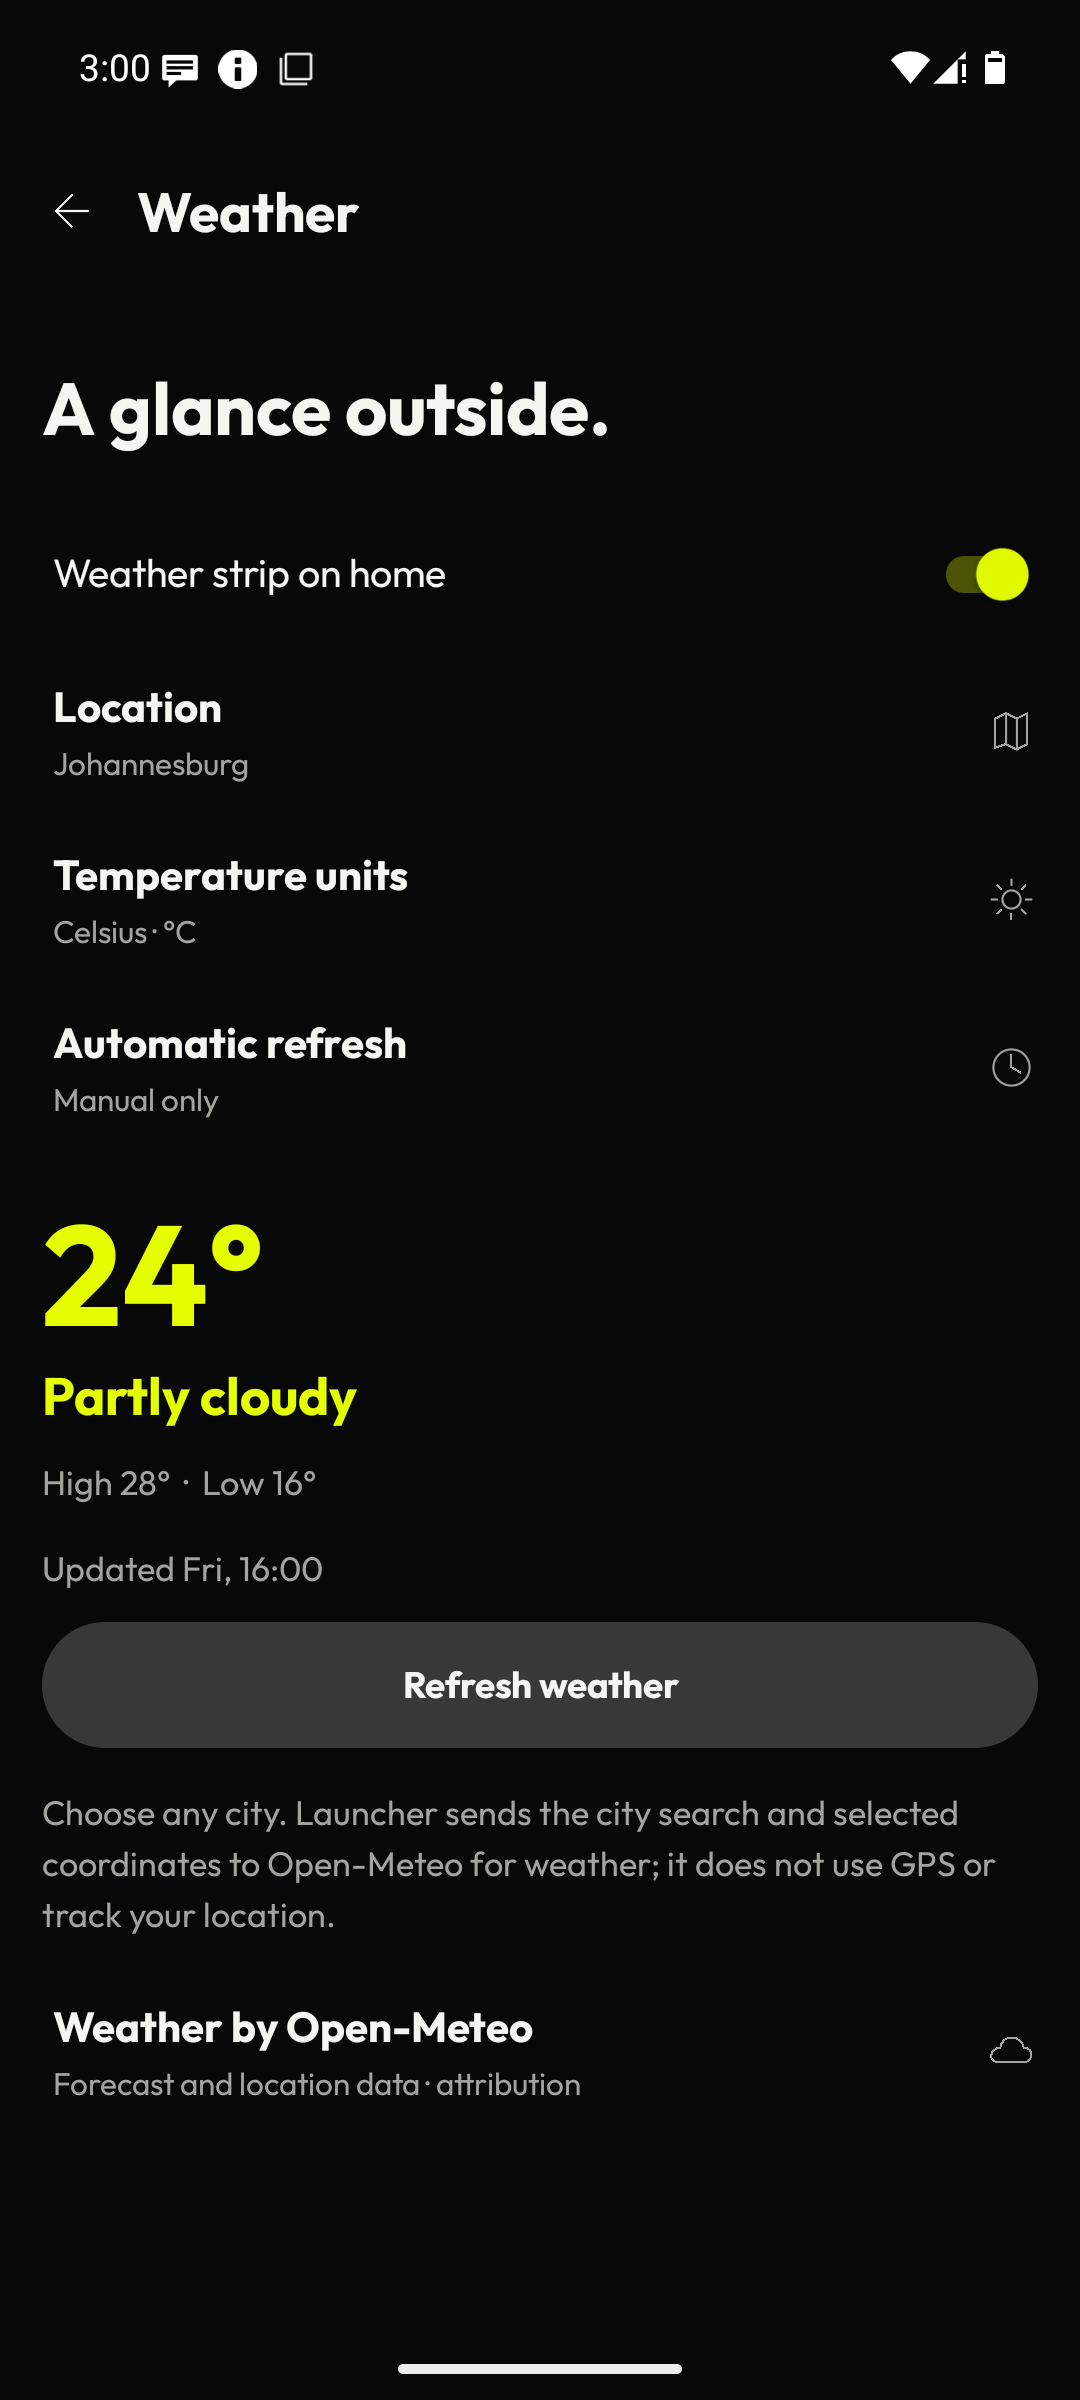 3:00
Weather
A glance outside.
Weather strip on home
Location
Johannesburg
Temperature units
Celsius · °C
Automatic refresh
Manual only
24°
Partly cloudy
High 28° · Low 16°
Updated Fri, 16:00
Refresh weather
Choose any city. Launcher sends the city search and selected
coordinates to Open-Meteo for weather; it does not use GPS or
track your location.
Weather by Open-Meteo
Forecast and location data · attribution